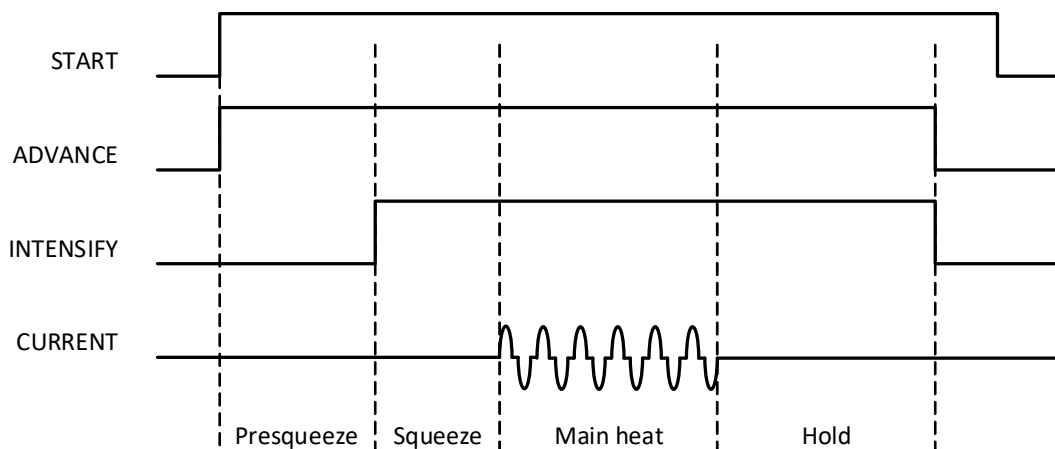 START
ADVANCE
INTENSIFY
CURRENT
Presqueeze Squeeze Main heat Hold